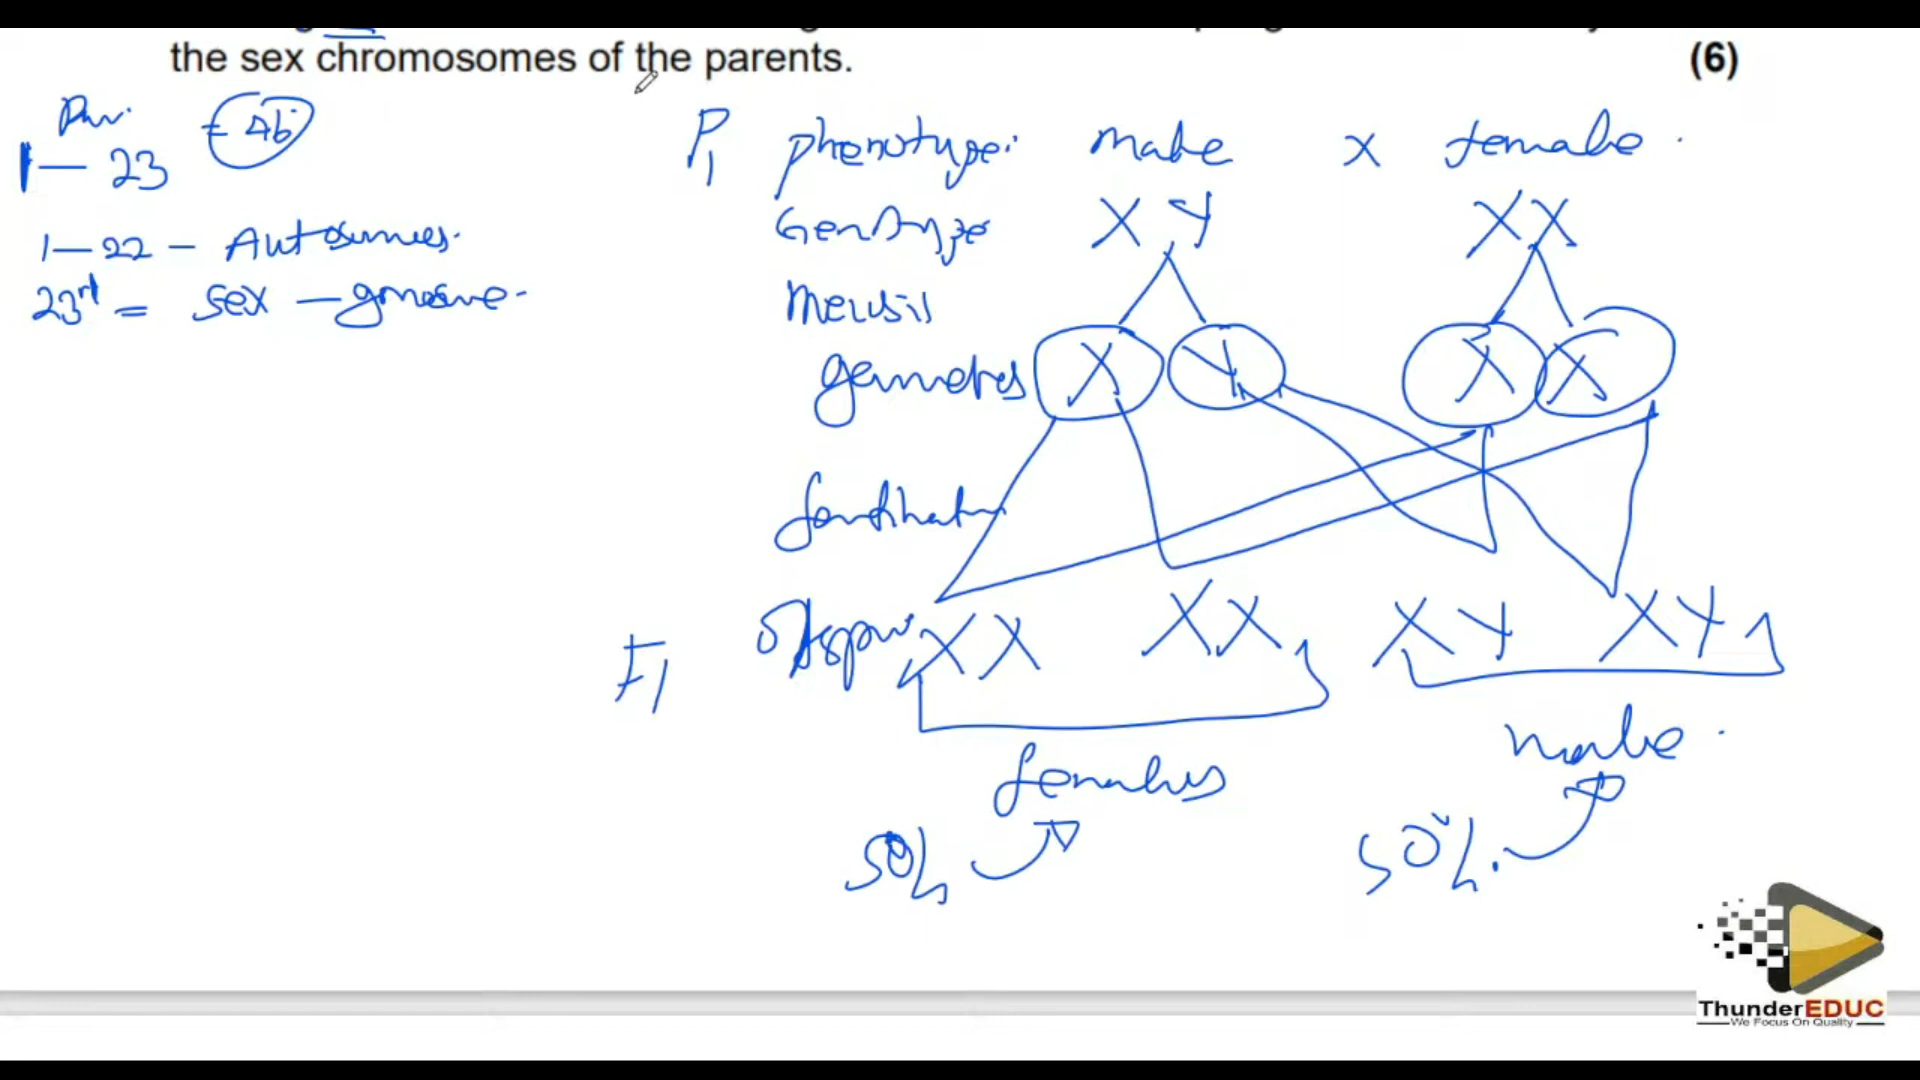 the sex chromosomes of the parents. (6)
= 46
1 — 23
1 — 22 — Autosomes.
23rd = sex —
P1 phenotype: male x female.
Genotype XY XX
Meiosis
gametes X Y X X
F1 XX XX XY XY
females male.
50% 50%.
ThunderEDUC
We Focus On Quality